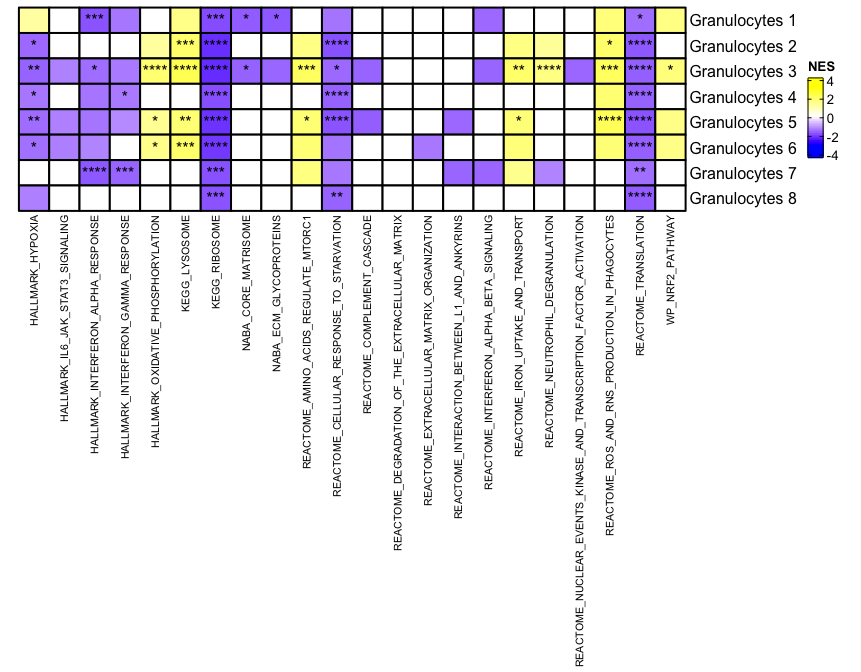 *** *** * * * Granulocytes 1
* *** **** **** * **** Granulocytes 2
** * **** **** **** * *** * ** **** *** **** * Granulocytes 3
* * **** **** **** Granulocytes 4
** * ** **** * **** * **** **** Granulocytes 5
* * *** **** **** Granulocytes 6
**** *** *** ** Granulocytes 7
*** ** **** Granulocytes 8
NES
4
2
0
-2
-4
HALLMARK_HYPOXIA
HALLMARK_IL6_JAK_STAT3_SIGNALING
HALLMARK_INTERFERON_ALPHA_RESPONSE
HALLMARK_INTERFERON_GAMMA_RESPONSE
HALLMARK_OXIDATIVE_PHOSPHORYLATION
KEGG_LYSOSOME
KEGG_RIBOSOME
NABA_CORE_MATRISOME
NABA_ECM_GLYCOPROTEINS
REACTOME_AMINO_ACIDS_REGULATE_MTORC1
REACTOME_CELLULAR_RESPONSE_TO_STARVATION
REACTOME_COMPLEMENT_CASCADE
REACTOME_DEGRADATION_OF_THE_EXTRACELLULAR_MATRIX
REACTOME_EXTRACELLULAR_MATRIX_ORGANIZATION
REACTOME_INTERACTION_BETWEEN_L1_AND_ANKYRINS
REACTOME_INTERFERON_ALPHA_BETA_SIGNALING
REACTOME_IRON_UPTAKE_AND_TRANSPORT
REACTOME_NEUTROPHIL_DEGRANULATION
REACTOME_NUCLEAR_EVENTS_KINASE_AND_TRANSCRIPTION_FACTOR_ACTIVATION
REACTOME_ROS_AND_RNS_PRODUCTION_IN_PHAGOCYTES
REACTOME_TRANSLATION
WP_NRF2_PATHWAY